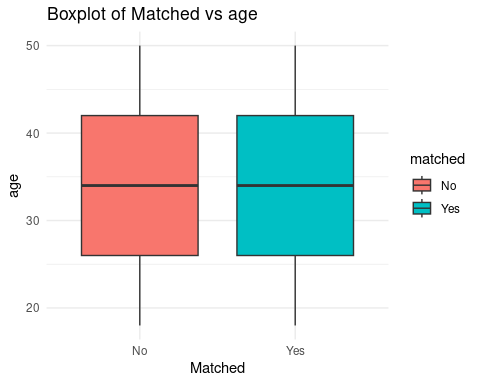 Boxplot of Matched vs age
50
40
30
20
age
No
Yes
Matched
matched
No
Yes